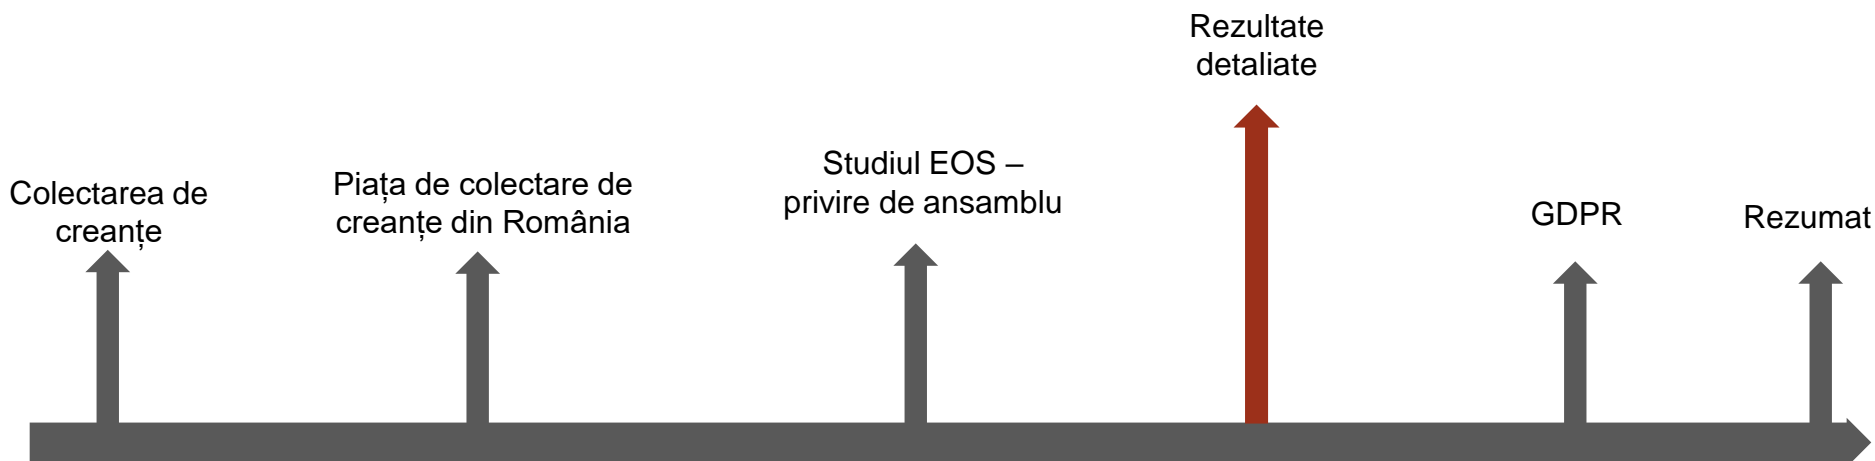 Colectarea de
creanțe
Piața de colectare de
creanțe din România
Studiul EOS –
privire de ansamblu
Rezultate
detaliate
GDPR
Rezumat